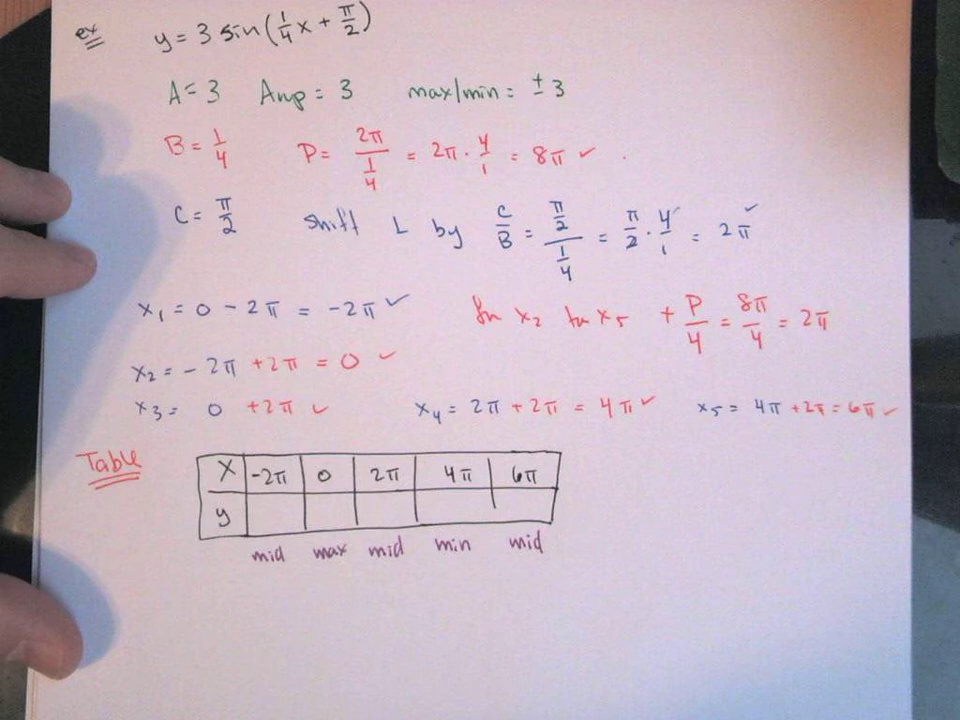 ex y = 3 sin(1/4 x + π/2)
A = 3 Amp = 3 max/min = ± 3
B = 1/4 P = 2π/(1/4) = 2π · 4/1 = 8π ✓
C = π/2 shift L by C/B = (π/2)/(1/4) = π/2 · 4/1 = 2π ✓
x₁ = 0 - 2π = -2π ✓ for x₂ to x₅ + P/4 = 8π/4 = 2π
x₂ = - 2π + 2π = 0 ✓
x₃ = 0 + 2π ✓ x₄ = 2π + 2π = 4π ✓ x₅ = 4π + 2π = 6π ✓
Table
X -2π 0 2π 4π 6π
y
mid max mid min mid